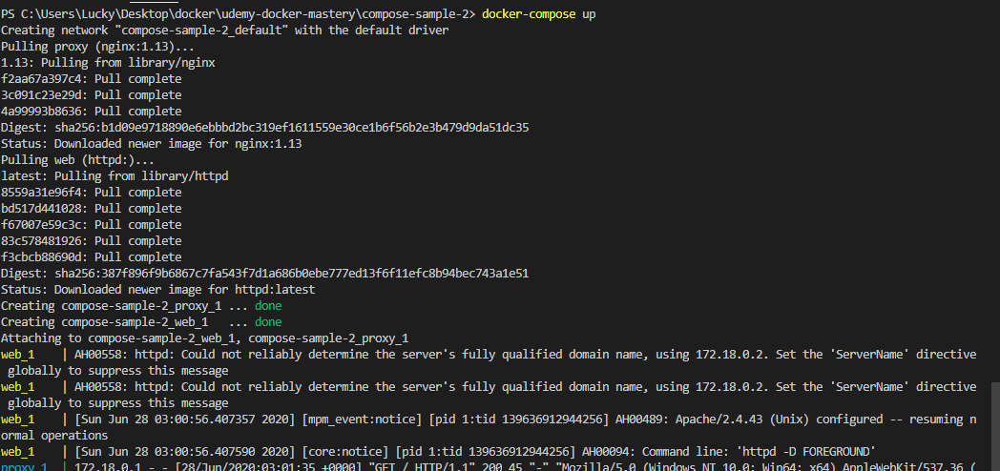 PS C:\Users\Lucky\Desktop\docker\udemy-docker-mastery\compose-sample-2> docker-compose up
Creating network "compose-sample-2_default" with the default driver
Pulling proxy (nginx:1.13)...
1.13: Pulling from library/nginx
f2aa67a397c4: Pull complete
3c091c23e29d: Pull complete
4a99993b8636: Pull complete
Digest: sha256:b1d09e9718890e6ebbbd2bc319ef1611559e30ce1b6f56b2e3b479d9da51dc35
Status: Downloaded newer image for nginx:1.13
Pulling web (httpd:)...
latest: Pulling from library/httpd
8559a31e96f4: Pull complete
bd517d441028: Pull complete
f67007e59c3c: Pull complete
83c578481926: Pull complete
f3cbcb88690d: Pull complete
Digest: sha256:387f896f9b6867c7fa543f7d1a686b0ebe777ed13f6f11efc8b94bec743a1e51
Status: Downloaded newer image for httpd:latest
Creating compose-sample-2_proxy_1 ... done
Creating compose-sample-2_web_1   ... done
Attaching to compose-sample-2_web_1, compose-sample-2_proxy_1
web_1    | AH00558: httpd: Could not reliably determine the server's fully qualified domain name, using 172.18.0.2. Set the 'ServerName' directive
 globally to suppress this message
web_1    | AH00558: httpd: Could not reliably determine the server's fully qualified domain name, using 172.18.0.2. Set the 'ServerName' directive
 globally to suppress this message
web_1    | [Sun Jun 28 03:00:56.407357 2020] [mpm_event:notice] [pid 1:tid 139636912944256] AH00489: Apache/2.4.43 (Unix) configured -- resuming n
ormal operations
web_1    | [Sun Jun 28 03:00:56.407590 2020] [core:notice] [pid 1:tid 139636912944256] AH00094: Command line: 'httpd -D FOREGROUND'
proxy_1  | 172.18.0.1 - - [28/Jun/2020:03:01:35 +0000] "GET / HTTP/1.1" 200 45 "-" "Mozilla/5.0 (Windows NT 10.0; Win64; x64) AppleWebKit/537.36 (